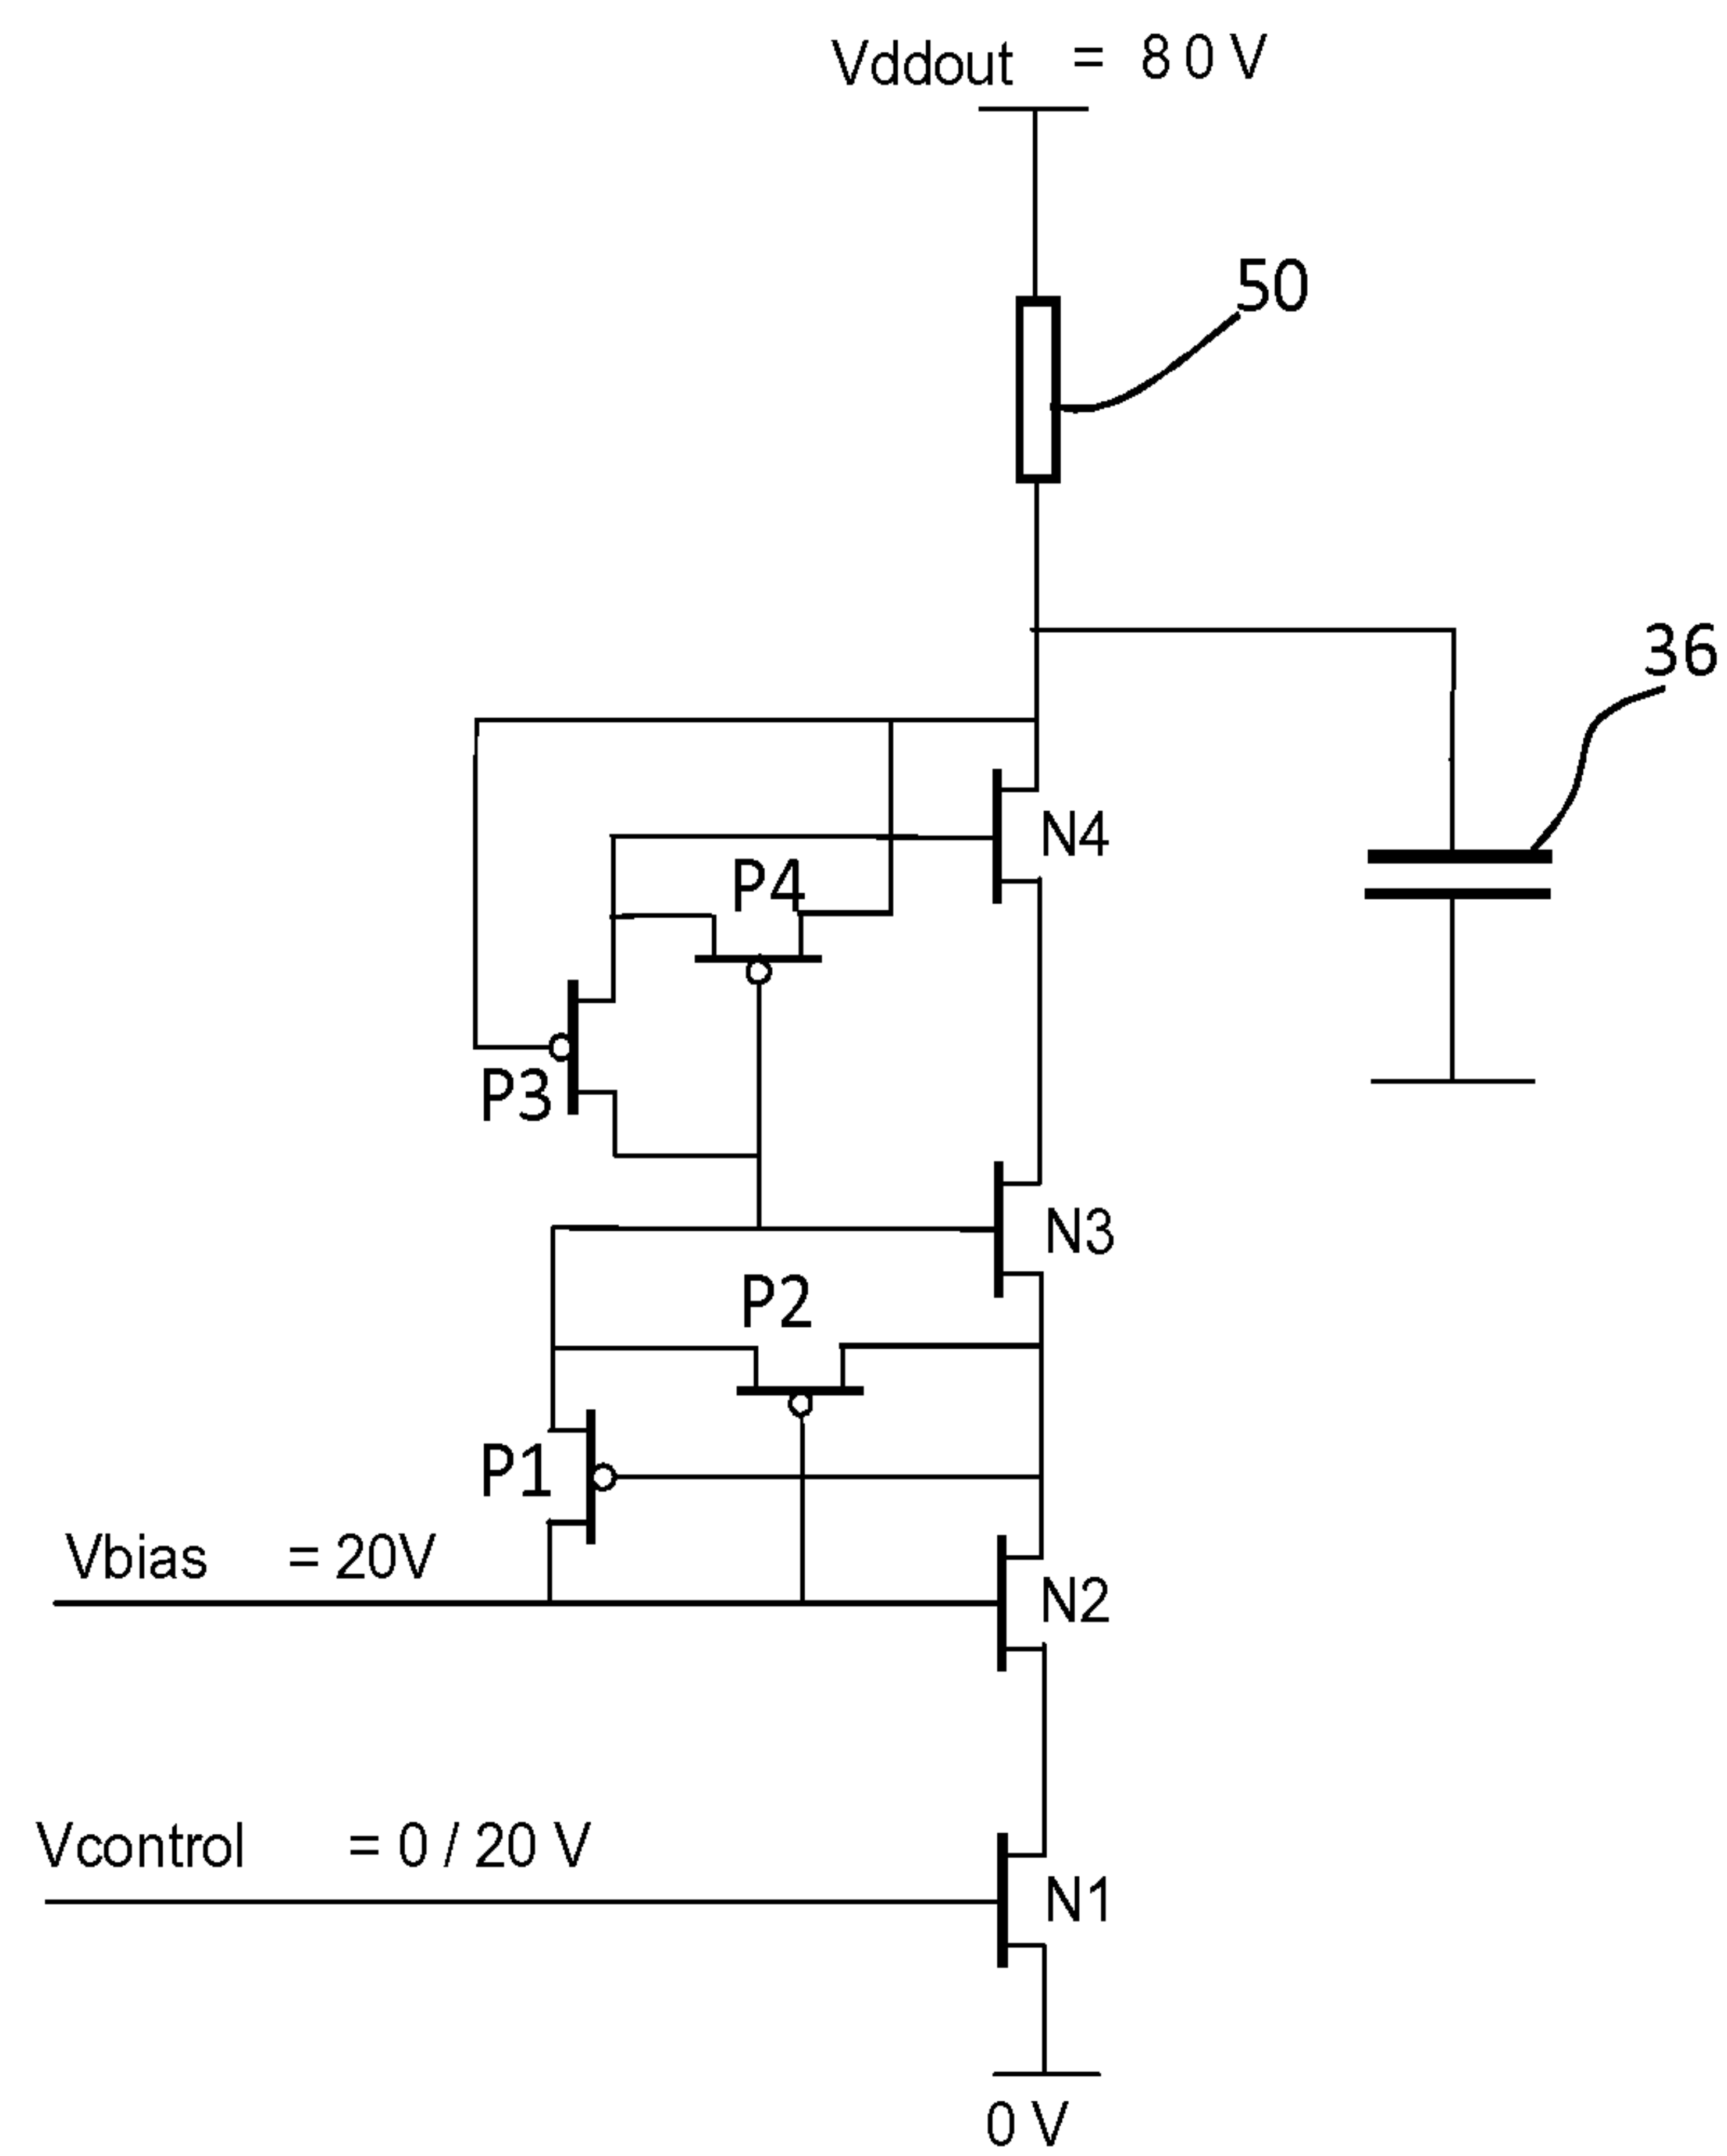 Vddout = 80V
50
36
N4
P4
P3
N3
P2
P1
Vbias = 20V
N2
Vcontrol = 0 / 20 V
N1
0 V